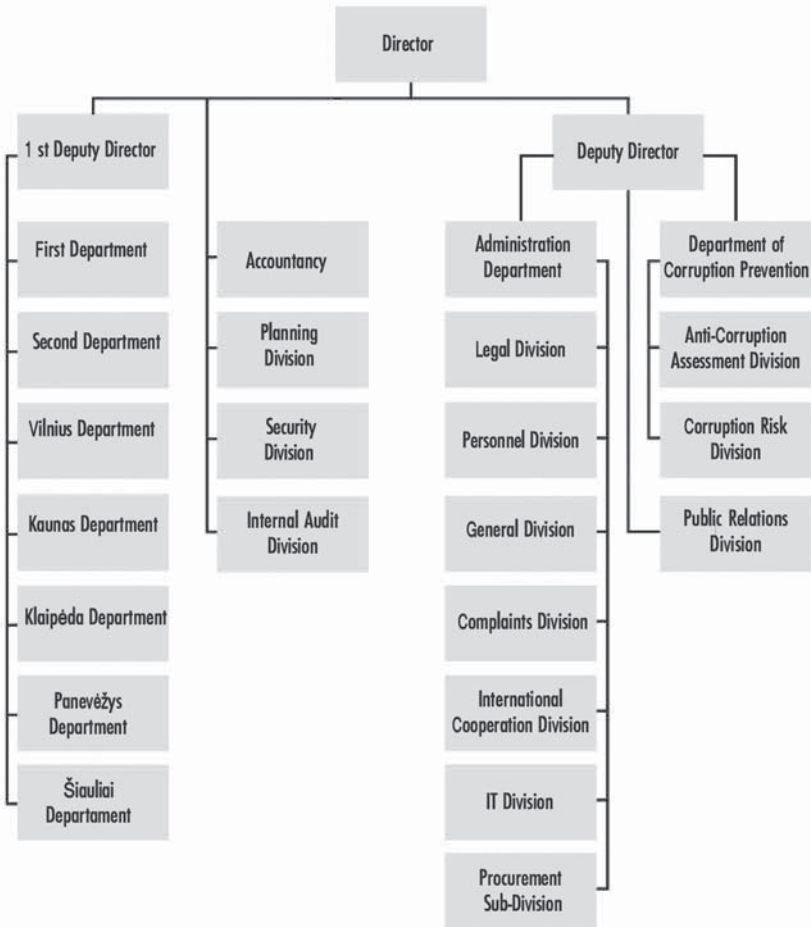 Director
1 st Deputy Director
Deputy Director
First Department
Second Department
Vilnius Department
Kaunas Department
Klaipėda Department
Panevėžys
Department
Šiauliai
Departament
Accountancy
Planning
Division
Security
Division
Internal Audit
Division
Administration
Department
Legal Division
Personnel Division
General Division
Complaints Division
International
Cooperation Division
IT Division
Procurement
Sub-Division
Department of
Corruption Prevention
Anti-Corruption
Assessment Division
Corruption Risk
Division
Public Relations
Division